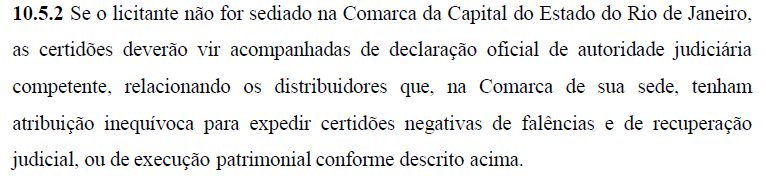 10.5.2 Se o licitante não for sediado na Comarca da Capital do Estado do Rio de Janeiro,
as certidões deverão vir acompanhadas de declaração oficial de autoridade judiciária
competente, relacionando os distribuidores que, na Comarca de sua sede, tenham
atribuição inequívoca para expedir certidões negativas de falências e de recuperação
judicial, ou de execução patrimonial conforme descrito acima.